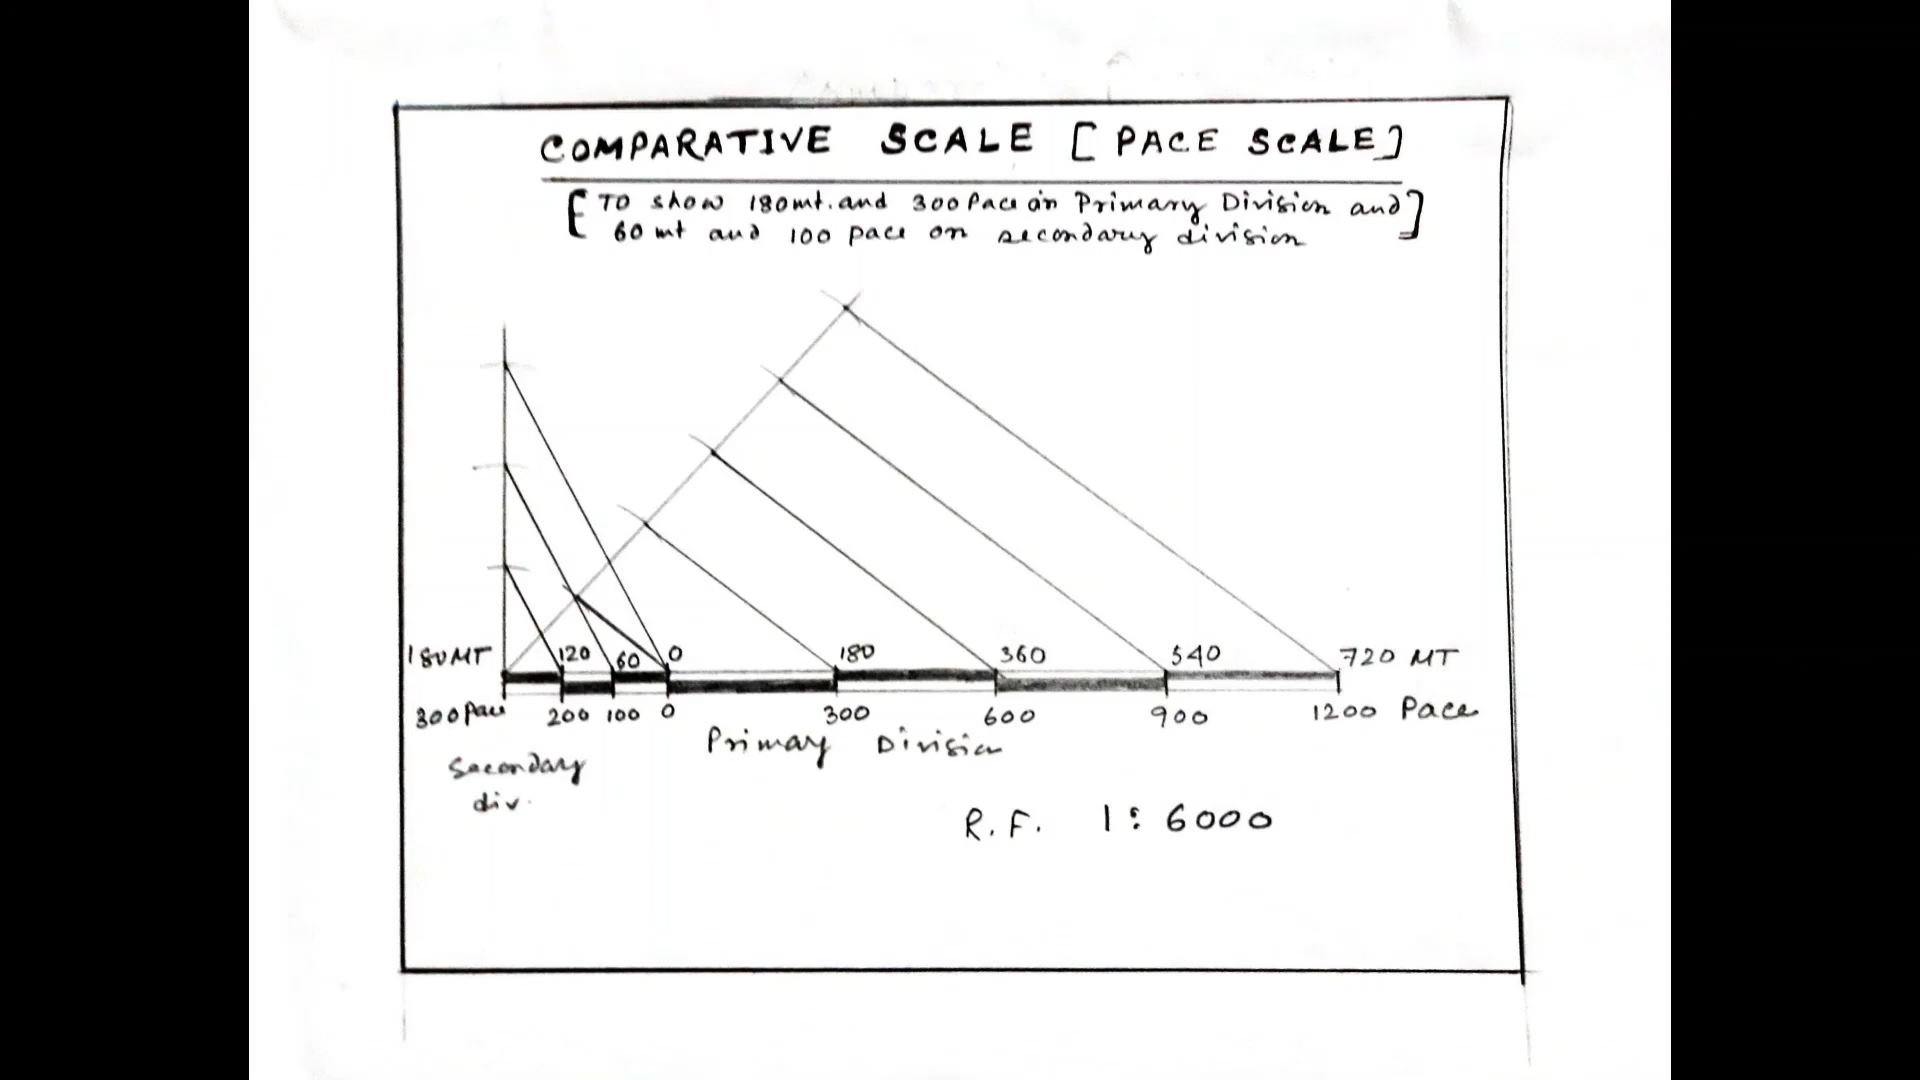 COMPARATIVE SCALE [PACE SCALE]
[TO show 180mt. and 300 Pace on Primary Division and
60 mt and 100 pace on secondary division]
180MT 120 60 0 180 360 540 720 MT
300 Pace 200 100 0 300 600 900 1200 Pace
Primary Division
Secondary
div.
R.F. 1:6000